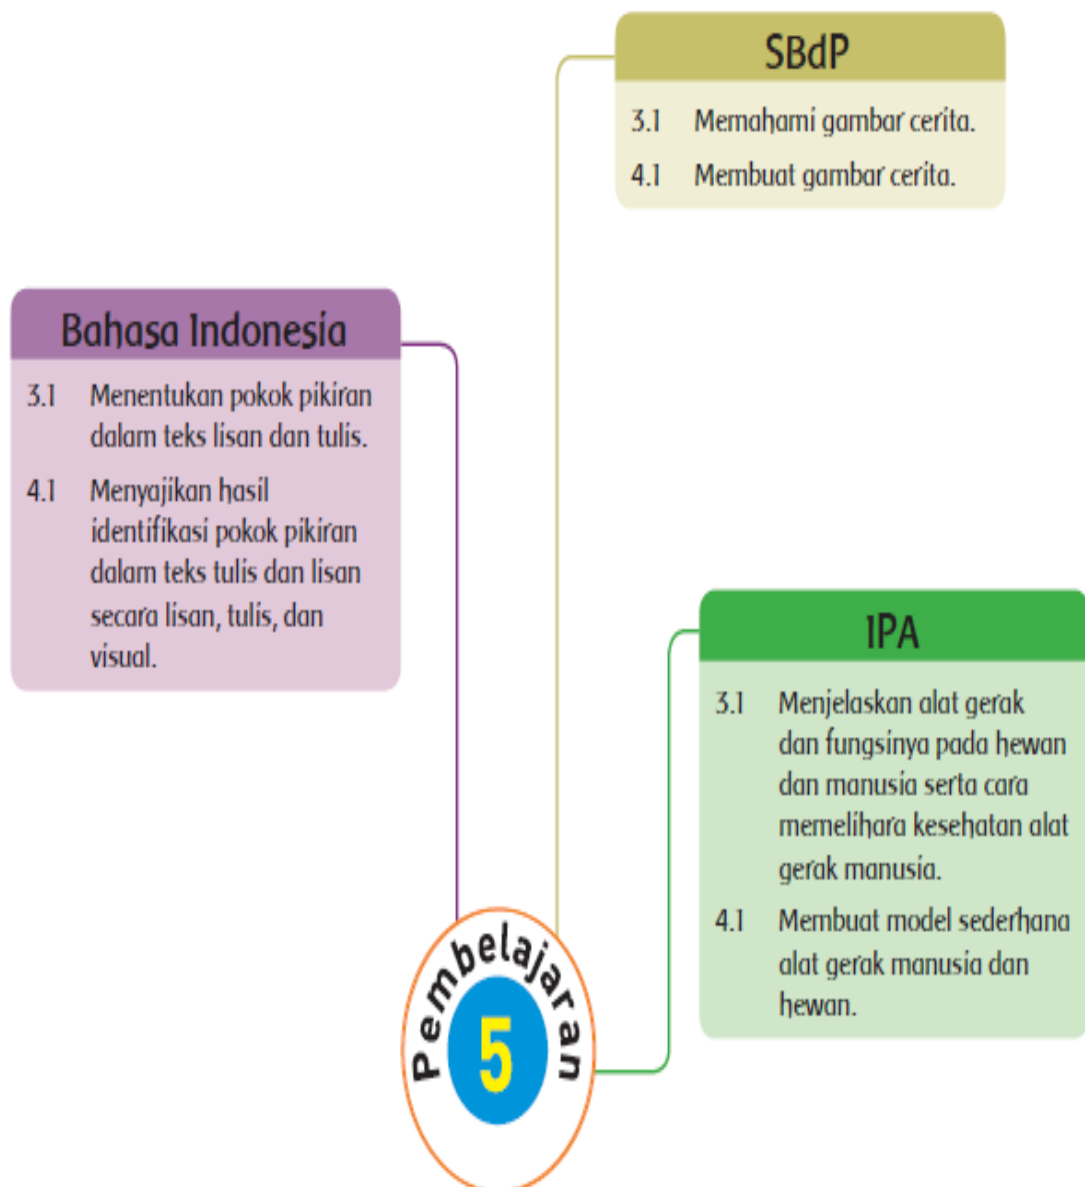 SBdP
3.1 Memahami gambar cerita.
4.1 Membuat gambar cerita.
Bahasa Indonesia
3.1 Menentukan pokok pikiran
dalam teks lisan dan tulis.
4.1 Menyajikan hasil
identifikasi pokok pikiran
dalam teks tulis dan lisan
secara lisan, tulis, dan
visual.
IPA
3.1 Menjelaskan alat gerak
dan fungsinya pada hewan
dan manusia serta cara
memelihara kesehatan alat
gerak manusia.
4.1 Membuat model sederhana
alat gerak manusia dan
hewan.
Pembelajaran
5